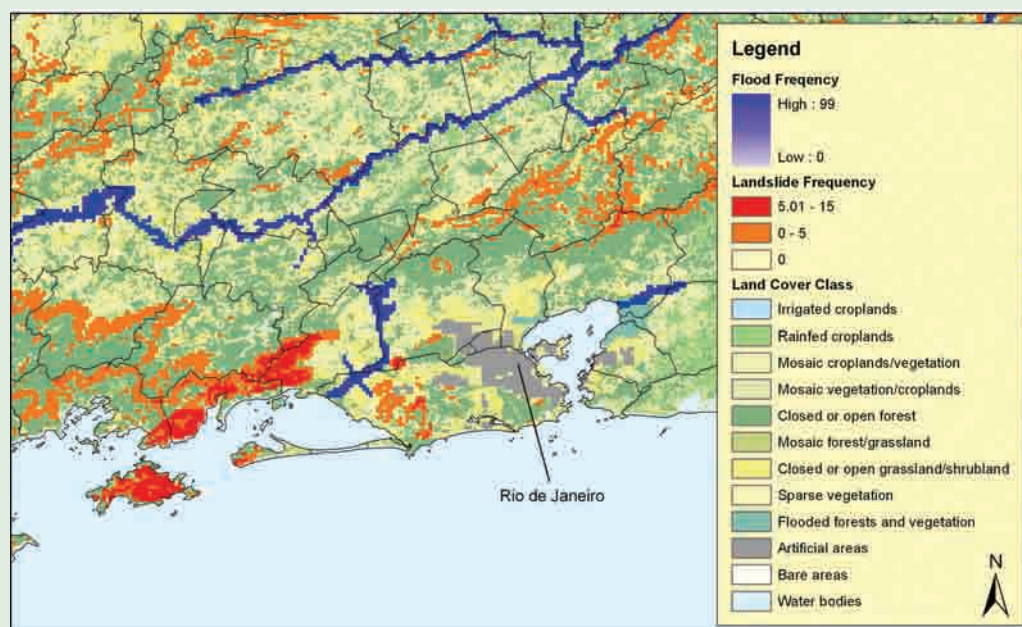 Legend
Flood Freqency
High : 99
Low : 0
Landslide Frequency
5.01 - 15
0 - 5
0
Land Cover Class
Irrigated croplands
Rainfed croplands
Mosaic croplands/vegetation
Mosaic vegetation/croplands
Closed or open forest
Mosaic forest/grassland
Closed or open grassland/shrubland
Sparse vegetation
Flooded forests and vegetation
Artificial areas
Bare areas
Water bodies
N
Rio de Janeiro